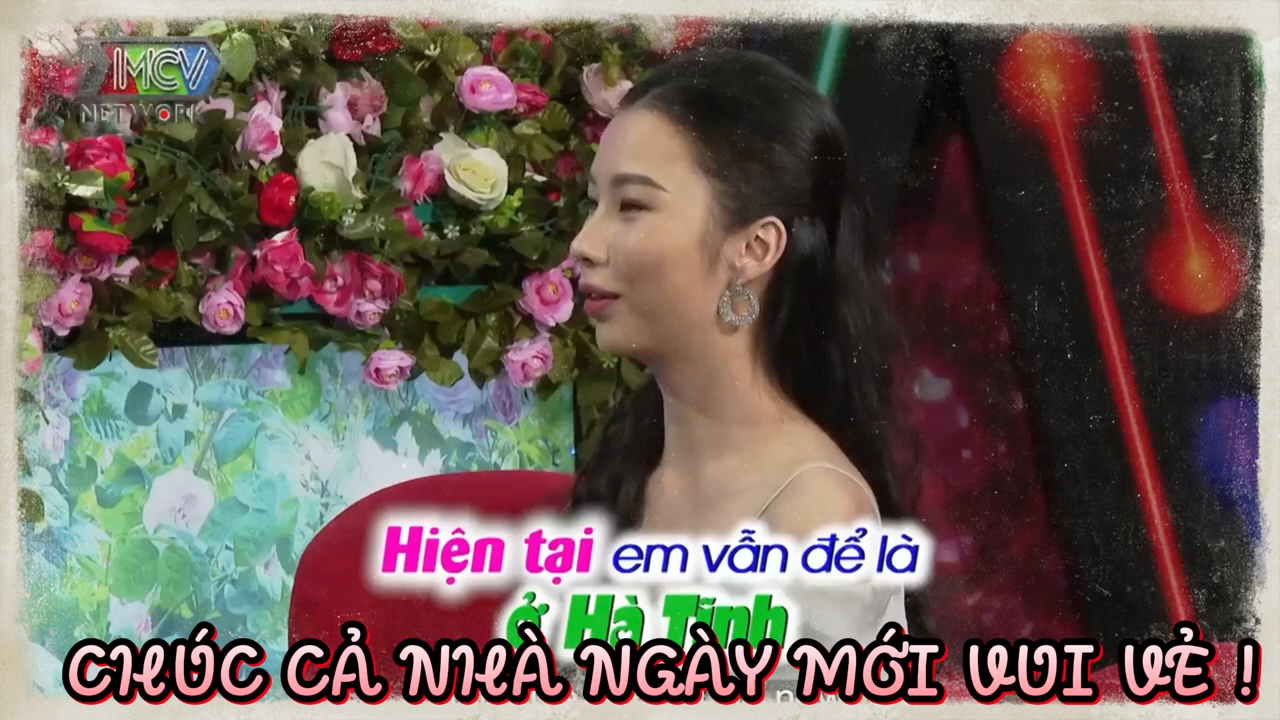 MCV
NETWORK
Hiện tại em vẫn để là
ở Hà Tĩnh
CHÚC CẢ NHÀ NGÀY MỚI VUI VẺ !